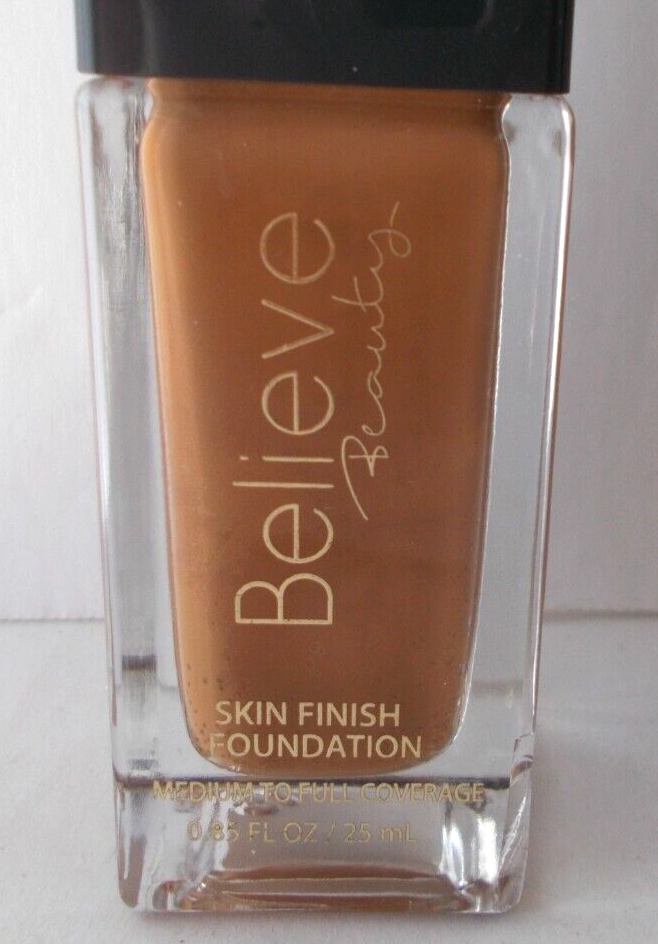 Believe
Beauty
SKIN FINISH
FOUNDATION
MEDIUM TO FULL COVERAGE
0.85 FL OZ / 25 mL